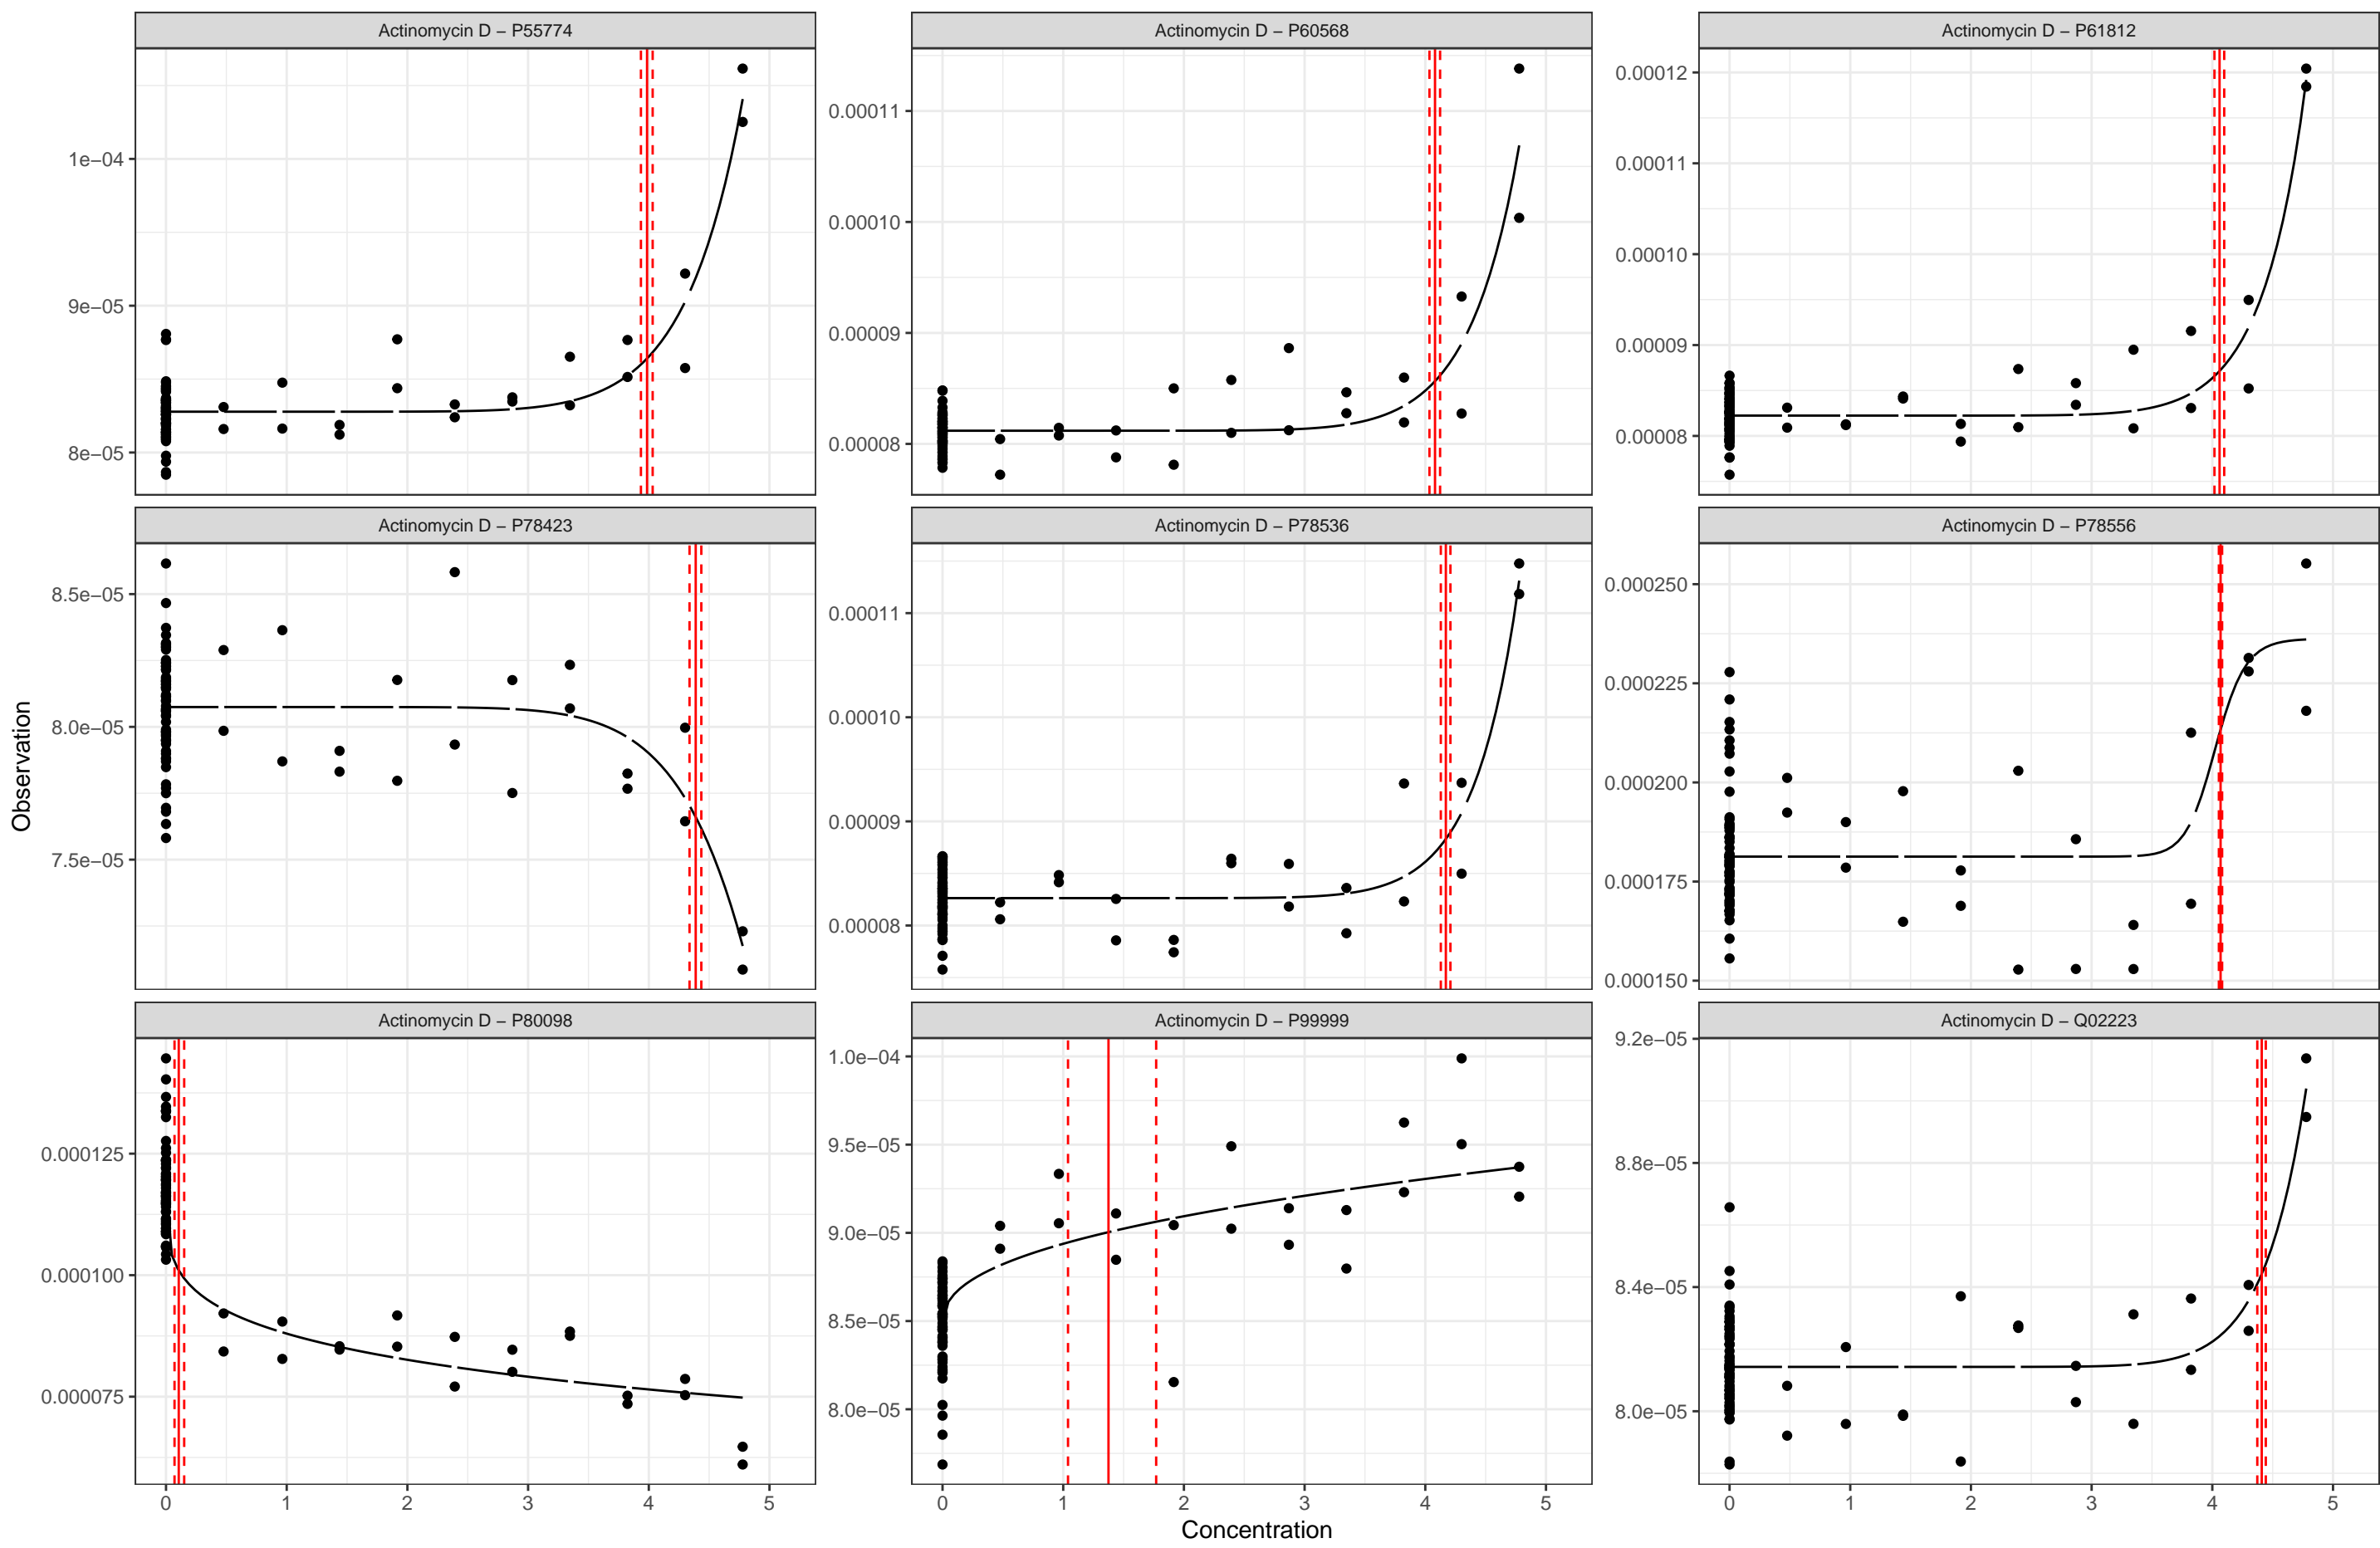 Actinomycin D − P55774
Actinomycin D − P60568
Actinomycin D − P61812
1e−04
9e−05
8e−05
0.00011
0.00010
0.00009
0.00008
0.00012
0.00011
0.00010
0.00009
0.00008
Actinomycin D − P78423
Actinomycin D − P78536
Actinomycin D − P78556
8.5e−05
8.0e−05
7.5e−05
0.00011
0.00010
0.00009
0.00008
0.000250
0.000225
0.000200
0.000175
0.000150
Observation
Actinomycin D − P80098
Actinomycin D − P99999
Actinomycin D − Q02223
0.000125
0.000100
0.000075
1.0e−04
9.5e−05
9.0e−05
8.5e−05
8.0e−05
9.2e−05
8.8e−05
8.4e−05
8.0e−05
0 1 2 3 4 5
0 1 2 3 4 5
0 1 2 3 4 5
Concentration